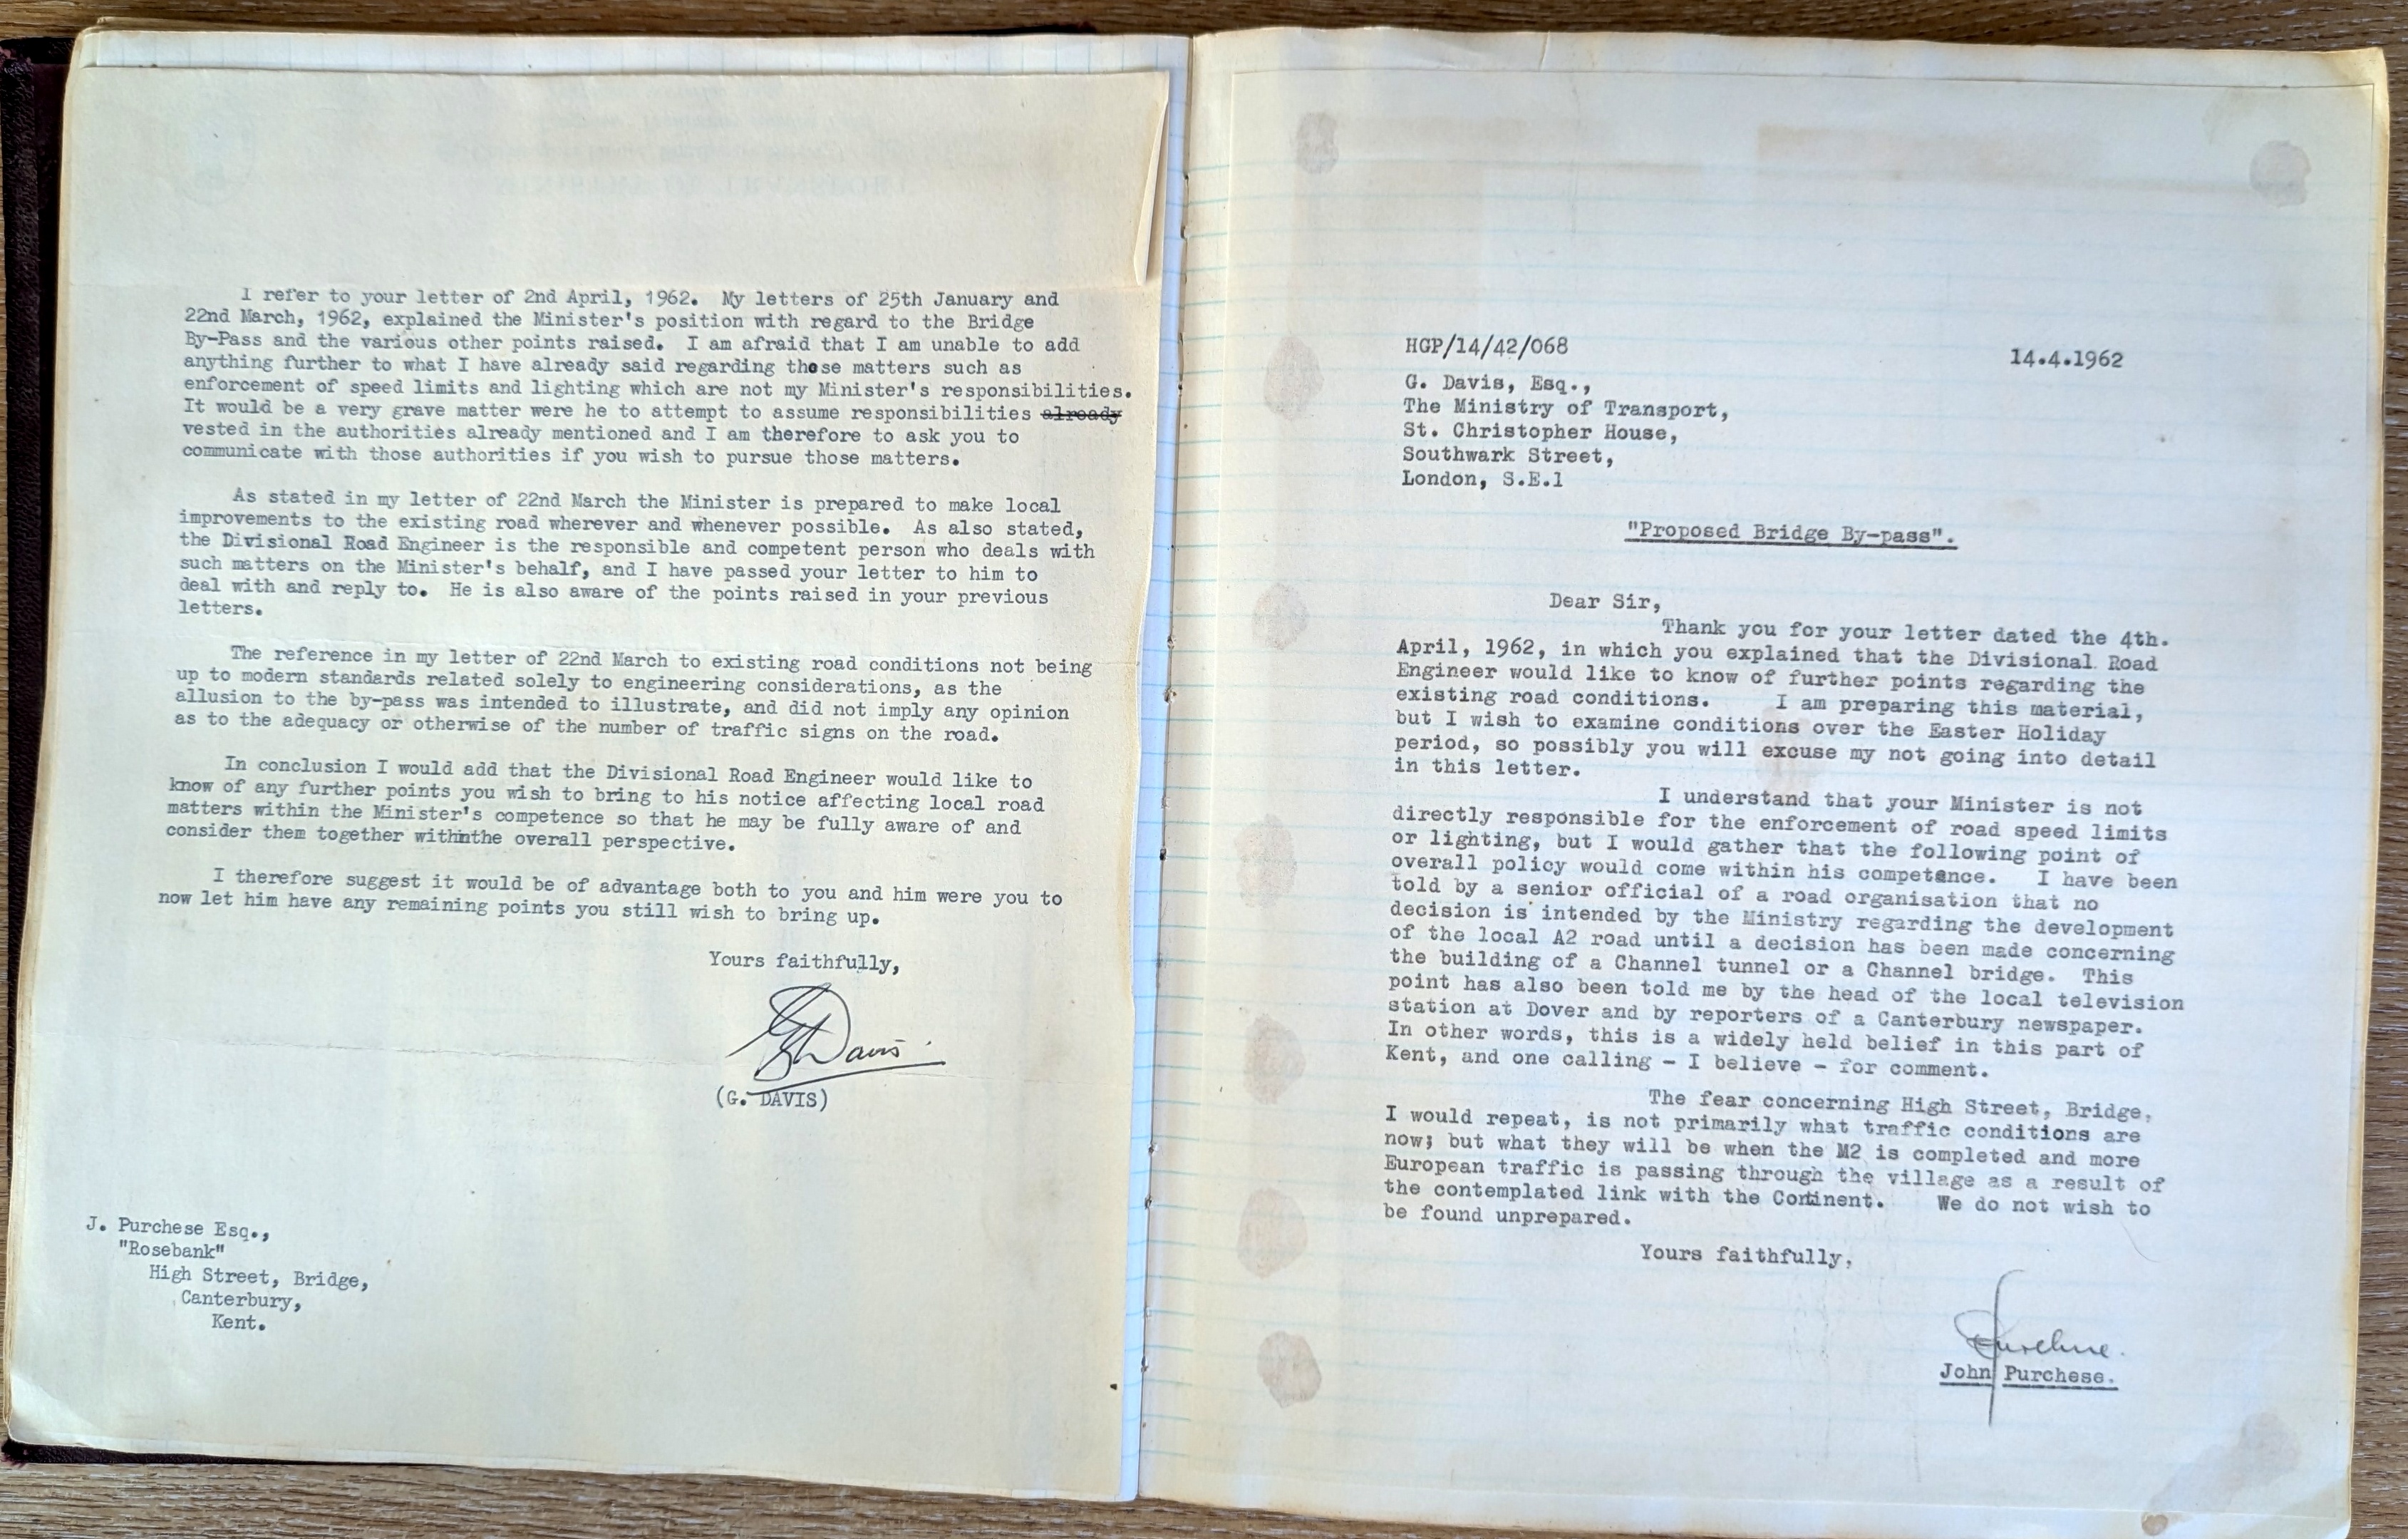 I refer to your letter of 2nd April, 1962. My letters of 25th January and
22nd March, 1962, explained the Minister's position with regard to the Bridge
By-Pass and the various other points raised. I am afraid that I am unable to add
anything further to what I have already said regarding those matters such as
enforcement of speed limits and lighting which are not my Minister's responsibilities.
It would be a very grave matter were he to attempt to assume responsibilities already
vested in the authorities already mentioned and I am therefore to ask you to
communicate with those authorities if you wish to pursue those matters.
As stated in my letter of 22nd March the Minister is prepared to make local
improvements to the existing road wherever and whenever possible. As also stated,
the Divisional Road Engineer is the responsible and competent person who deals with
such matters on the Minister's behalf, and I have passed your letter to him to
deal with and reply to. He is also aware of the points raised in your previous
letters.
The reference in my letter of 22nd March to existing road conditions not being
up to modern standards related solely to engineering considerations, as the
allusion to the by-pass was intended to illustrate, and did not imply any opinion
as to the adequacy or otherwise of the number of traffic signs on the road.
In conclusion I would add that the Divisional Road Engineer would like to
know of any further points you wish to bring to his notice affecting local road
matters within the Minister's competence so that he may be fully aware of and
consider them together withinthe overall perspective.
I therefore suggest it would be of advantage both to you and him were you to
now let him have any remaining points you still wish to bring up.
Yours faithfully,
G Davis
(G. DAVIS)
J. Purchese Esq.,
"Rosebank"
High Street, Bridge,
Canterbury,
Kent.
HGP/14/42/068
14.4.1962
G. Davis, Esq.,
The Ministry of Transport,
St. Christopher House,
Southwark Street,
London, S.E.1
"Proposed Bridge By-pass".
Dear Sir,
Thank you for your letter dated the 4th.
April, 1962, in which you explained that the Divisional Road
Engineer would like to know of further points regarding the
existing road conditions. I am preparing this material,
but I wish to examine conditions over the Easter Holiday
period, so possibly you will excuse my not going into detail
in this letter.
I understand that your Minister is not
directly responsible for the enforcement of road speed limits
or lighting, but I would gather that the following point of
overall policy would come within his competence. I have been
told by a senior official of a road organisation that no
decision is intended by the Ministry regarding the development
of the local A2 road until a decision has been made concerning
the building of a Channel tunnel or a Channel bridge. This
point has also been told me by the head of the local television
station at Dover and by reporters of a Canterbury newspaper.
In other words, this is a widely held belief in this part of
Kent, and one calling - I believe - for comment.
The fear concerning High Street, Bridge,
I would repeat, is not primarily what traffic conditions are
now; but what they will be when the M2 is completed and more
European traffic is passing through the village as a result of
the contemplated link with the Continent. We do not wish to
be found unprepared.
Yours faithfully,
J Purchese.
John Purchese.